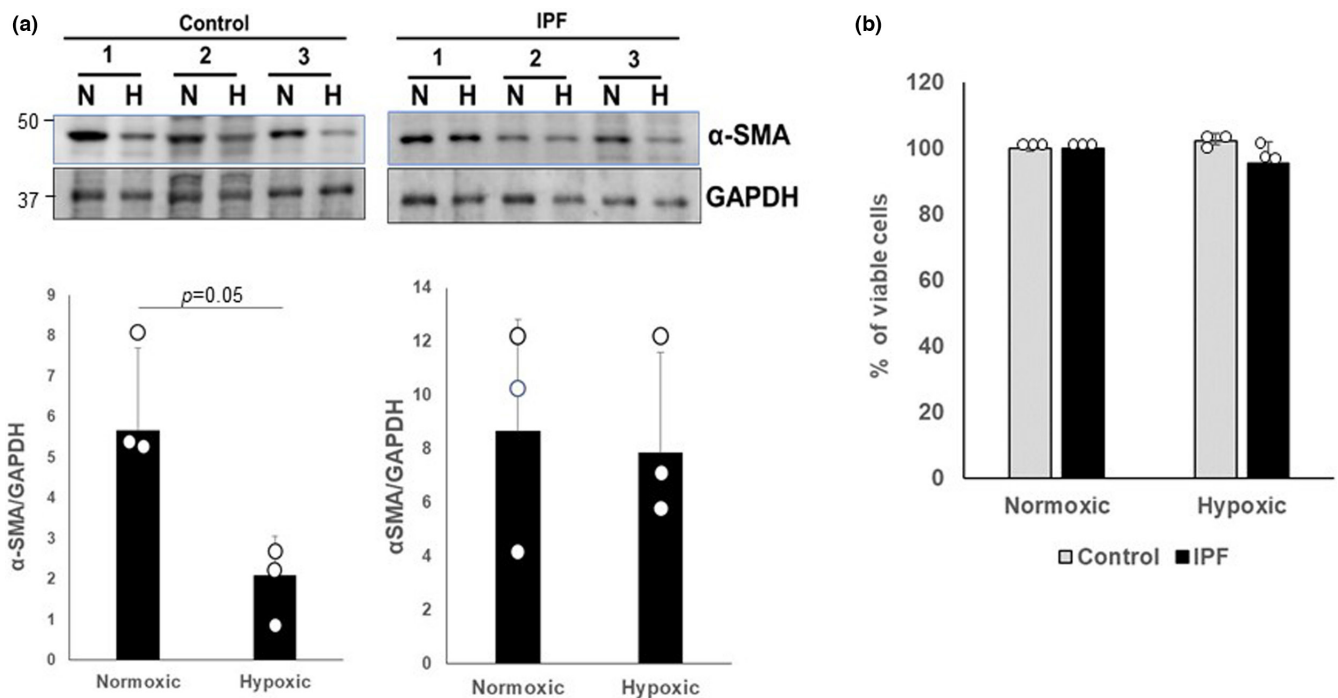 (a)
Control
IPF
1 2 3
1 2 3
N H N H N H
N H N H N H
50
α-SMA
37
GAPDH
9
8
7
6
5
4
3
2
1
0
α-SMA/GAPDH
p=0.05
Normoxic Hypoxic
14
12
10
8
6
4
2
0
αSMA/GAPDH
Normoxic Hypoxic
(b)
120
100
80
60
40
20
0
% of viable cells
Normoxic Hypoxic
Control IPF